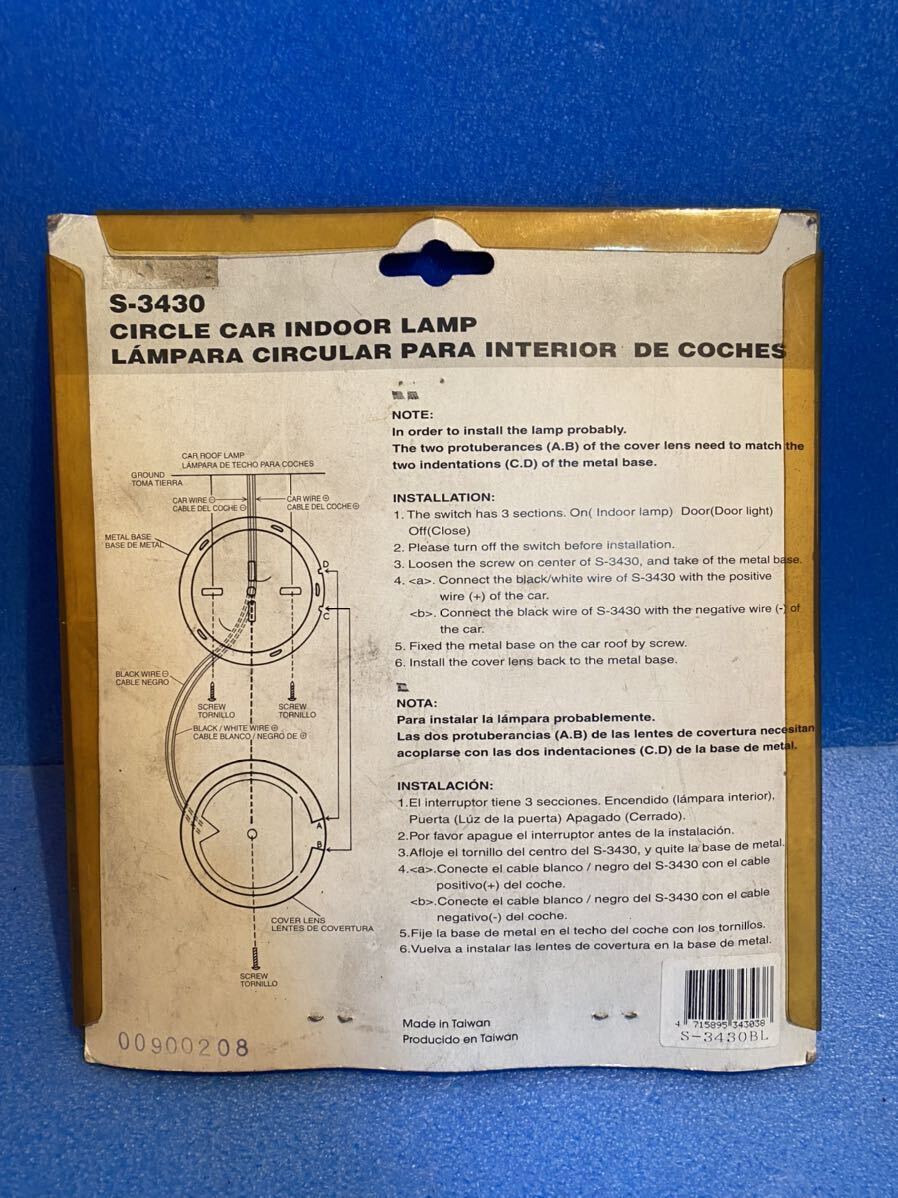 S-3430
CIRCLE CAR INDOOR LAMP
LÁMPARA CIRCULAR PARA INTERIOR DE COCHES
CAR ROOF LAMP
LÁMPARA DE TECHO PARA COCHES
GROUND
TOMA TIERRA
CAR WIRE ⊖
CABLE DEL COCHE ⊖
CAR WIRE ⊕
CABLE DEL COCHE ⊕
METAL BASE
BASE DE METAL
D
C
BLACK WIRE ⊖
CABLE NEGRO
SCREW
TORNILLO
SCREW
TORNILLO
BLACK / WHITE WIRE ⊕
CABLE BLANCO / NEGRO DE ⊕
A
B
COVER LENS
LENTES DE COVERTURA
SCREW
TORNILLO
00900208
NOTE:
In order to install the lamp probably.
The two protuberances (A.B) of the cover lens need to match the
two indentations (C.D) of the metal base.
INSTALLATION:
1. The switch has 3 sections. On( Indoor lamp) Door(Door light)
Off(Close)
2. Please turn off the switch before installation.
3. Loosen the screw on center of S-3430, and take of the metal base.
4. <a>. Connect the black/white wire of S-3430 with the positive
wire (+) of the car.
<b>. Connect the black wire of S-3430 with the negative wire (-) of
the car.
5. Fixed the metal base on the car roof by screw.
6. Install the cover lens back to the metal base.
NOTA:
Para instalar la lámpara probablemente.
Las dos protuberancias (A.B) de las lentes de covertura necesitan
acoplarse con las dos indentaciones (C.D) de la base de metal.
INSTALACIÓN:
1.El interruptor tiene 3 secciones. Encendido (lámpara interior),
Puerta (Lúz de la puerta) Apagado (Cerrado).
2.Por favor apague el interruptor antes de la instalación.
3.Afloje el tornillo del centro del S-3430, y quite la base de metal.
4.<a>.Conecte el cable blanco / negro del S-3430 con el cable
positivo(+) del coche.
<b>.Conecte el cable blanco / negro del S-3430 con el cable
negativo(-) del coche.
5.Fije la base de metal en el techo del coche con los tornillos.
6.Vuelva a instalar las lentes de covertura en la base de metal.
Made in Taiwan
Producido en Taiwan
4 715895 343038
S-3430BL